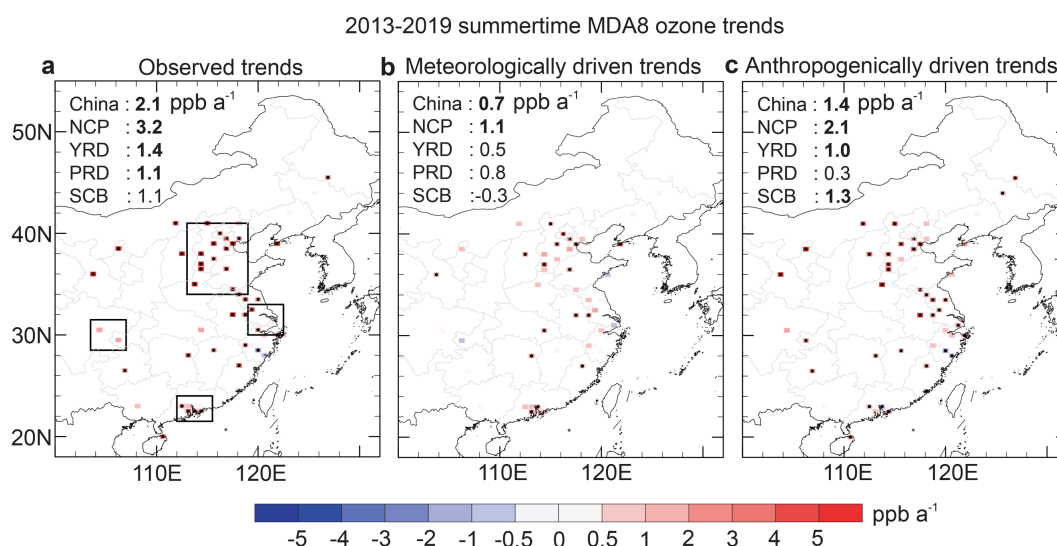 2013-2019 summertime MDA8 ozone trends
a Observed trends
China : 2.1 ppb a⁻¹
NCP : 3.2
YRD : 1.4
PRD : 1.1
SCB : 1.1
50N
40N
30N
20N
110E 120E
b Meteorologically driven trends
China : 0.7 ppb a⁻¹
NCP : 1.1
YRD : 0.5
PRD : 0.8
SCB : -0.3
110E 120E
c Anthropogenically driven trends
China : 1.4 ppb a⁻¹
NCP : 2.1
YRD : 1.0
PRD : 0.3
SCB : 1.3
110E 120E
ppb a⁻¹
-5 -4 -3 -2 -1 -0.5 0 0.5 1 2 3 4 5